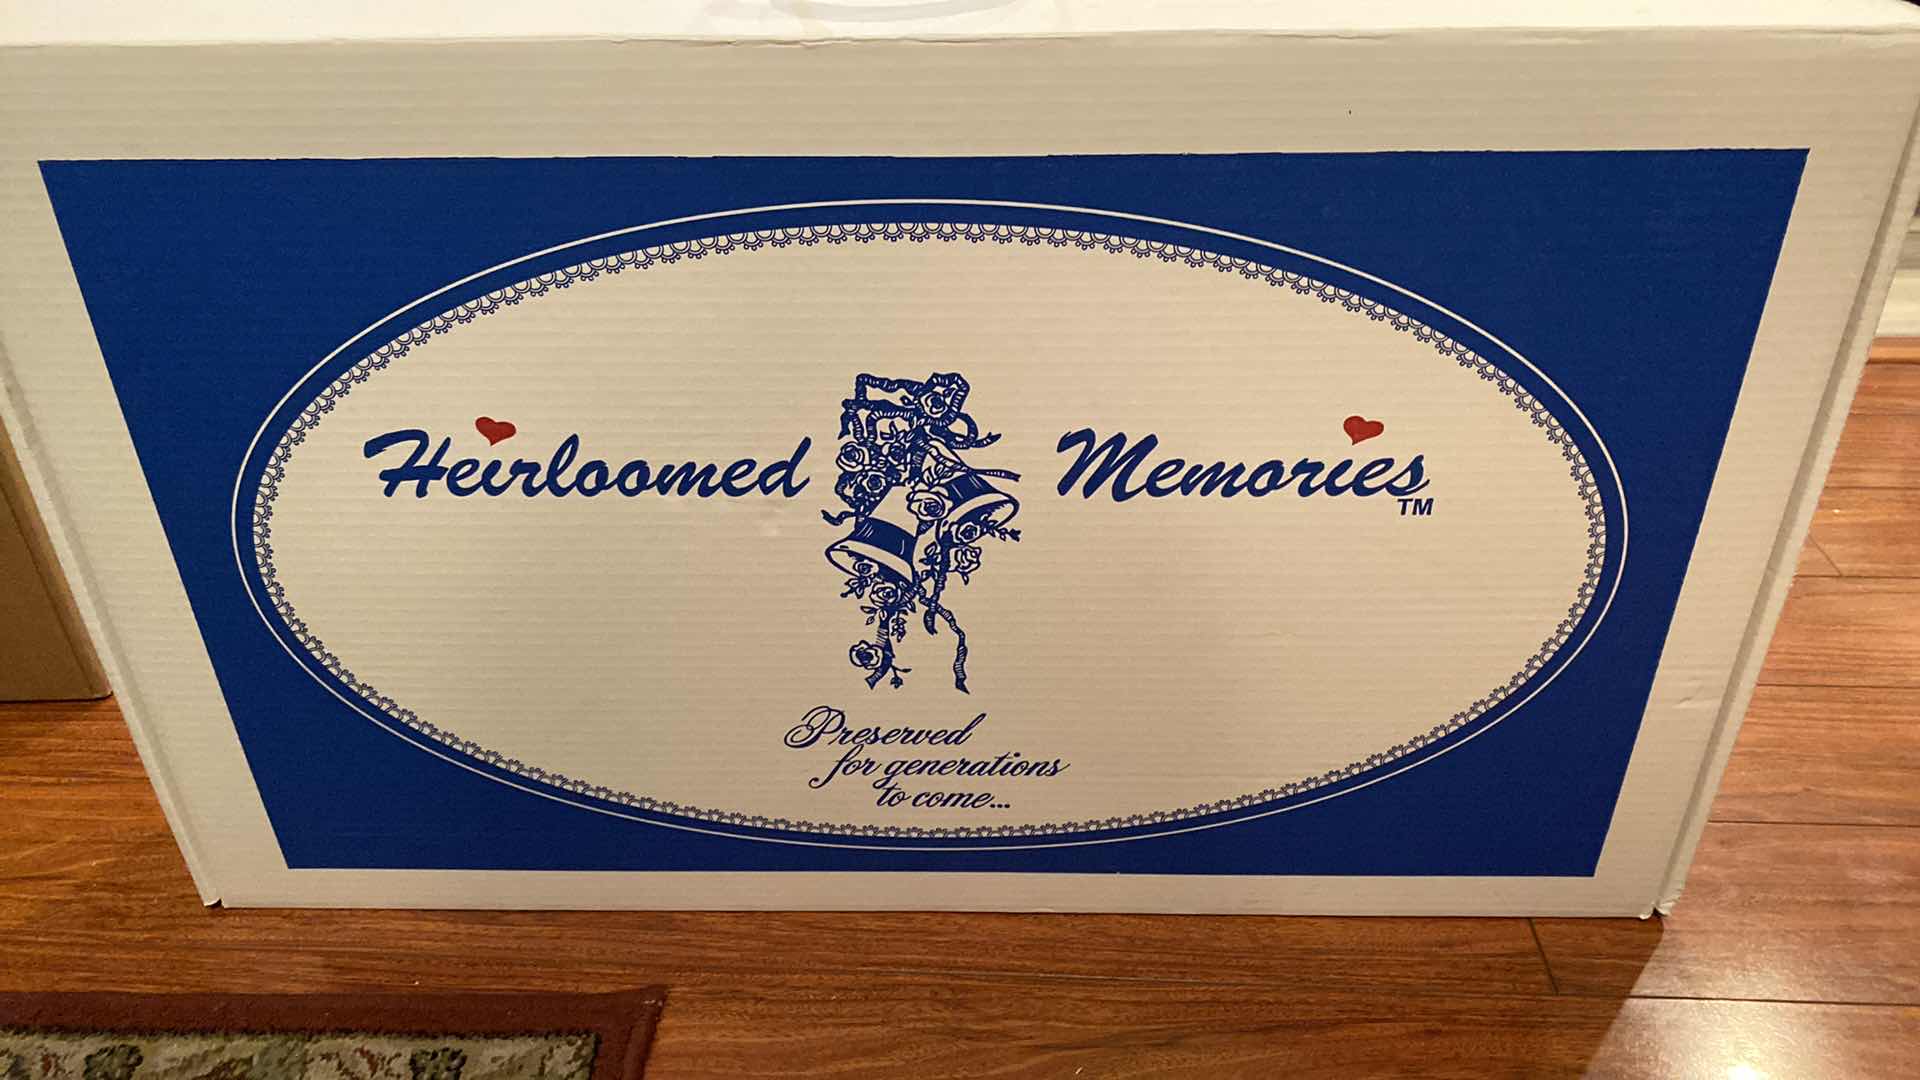 Heirloomed Memories TM
Preserved
for generations
to come...